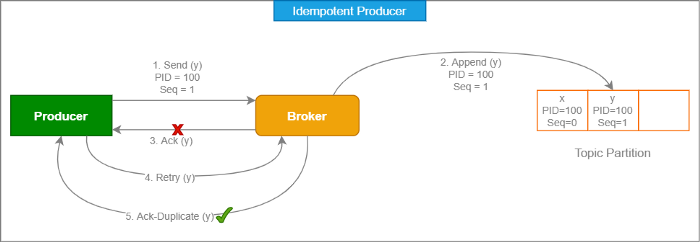 Idempotent Producer
1. Send (y)
PID = 100
Seq = 1
2. Append (y)
PID = 100
Seq = 1
Producer
Broker
3. Ack (y)
x
PID=100
Seq=0
y
PID=100
Seq=1
Topic Partition
4. Retry (y)
5. Ack-Duplicate (y)